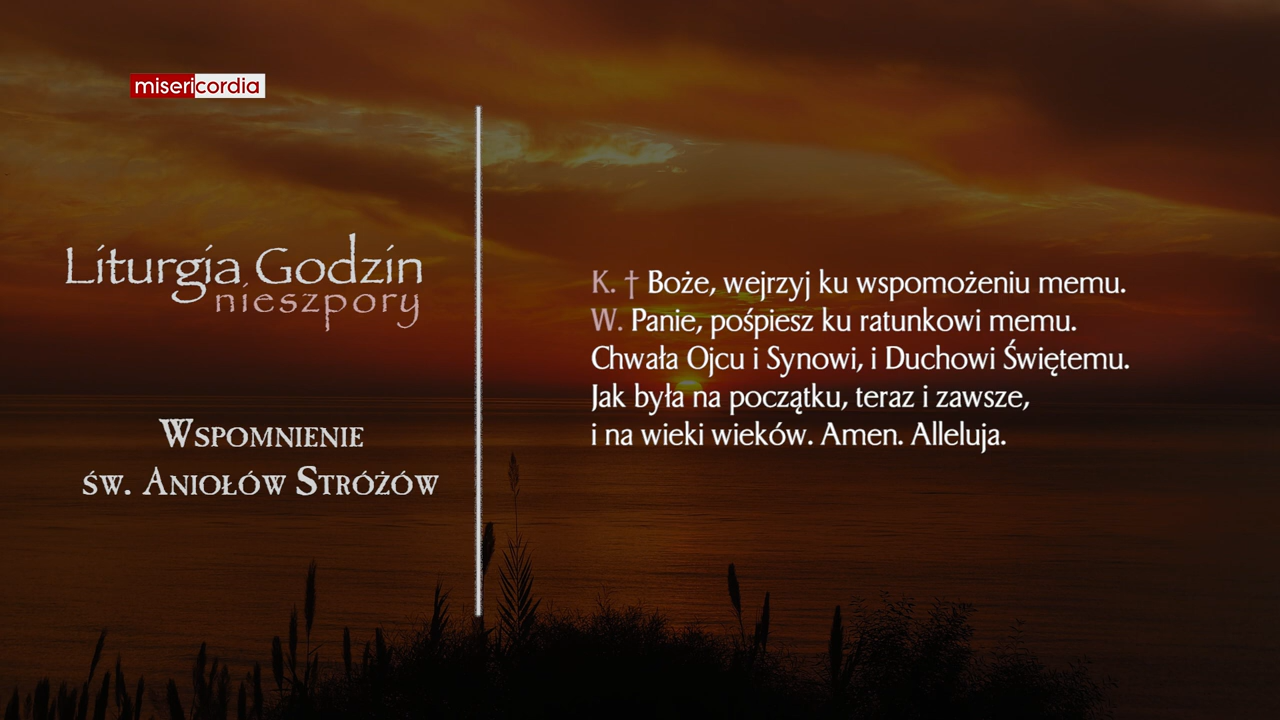 misericordia
Liturgia Godzin
nieszpory
Wspomnienie
św. Aniołów Stróżów
K. † Boże, wejrzyj ku wspomożeniu memu.
W. Panie, pośpiesz ku ratunkowi memu.
Chwała Ojcu i Synowi, i Duchowi Świętemu.
Jak była na początku, teraz i zawsze,
i na wieki wieków. Amen. Alleluja.